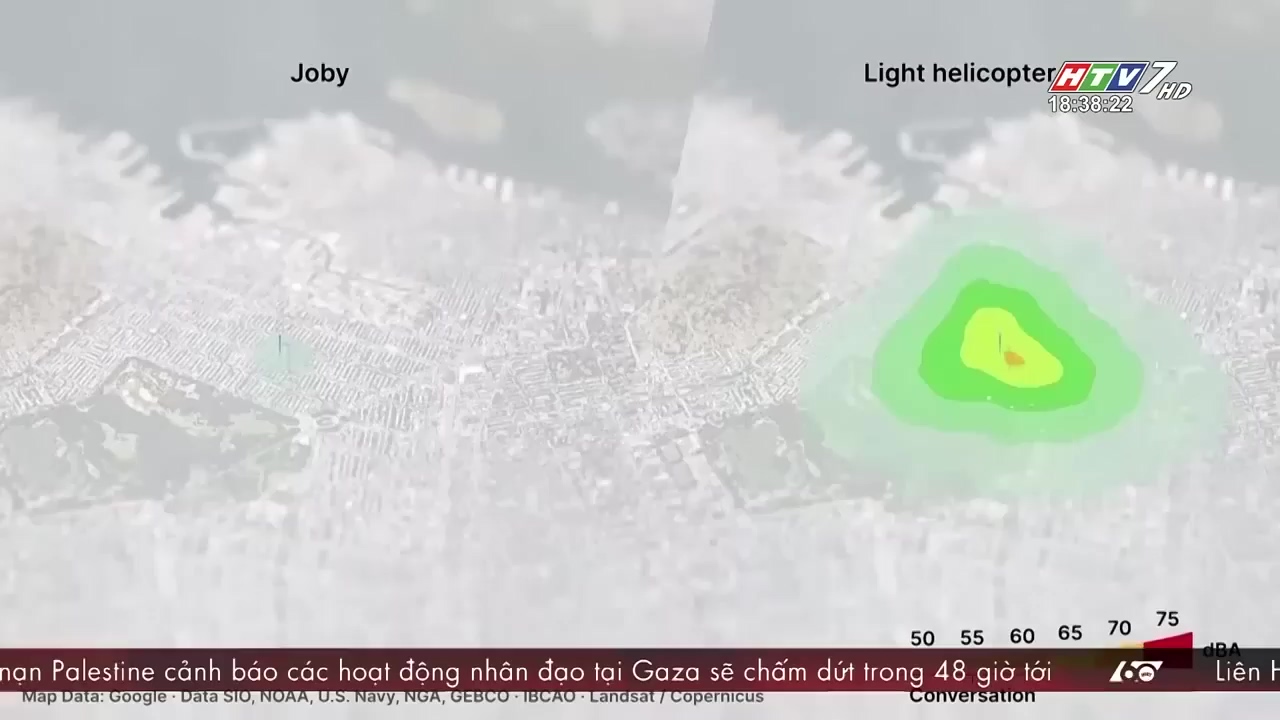 Joby
Light helicopter
HTV7 HD
18:38:22
50 55 60 65 70 75
dBA
nạn Palestine cảnh báo các hoạt động nhân đạo tại Gaza sẽ chấm dứt trong 48 giờ tới
60
Liên H
Map Data: Google · Data SIO, NOAA, U.S. Navy, NGA, GEBCO · IBCAO · Landsat / Copernicus
Conversation